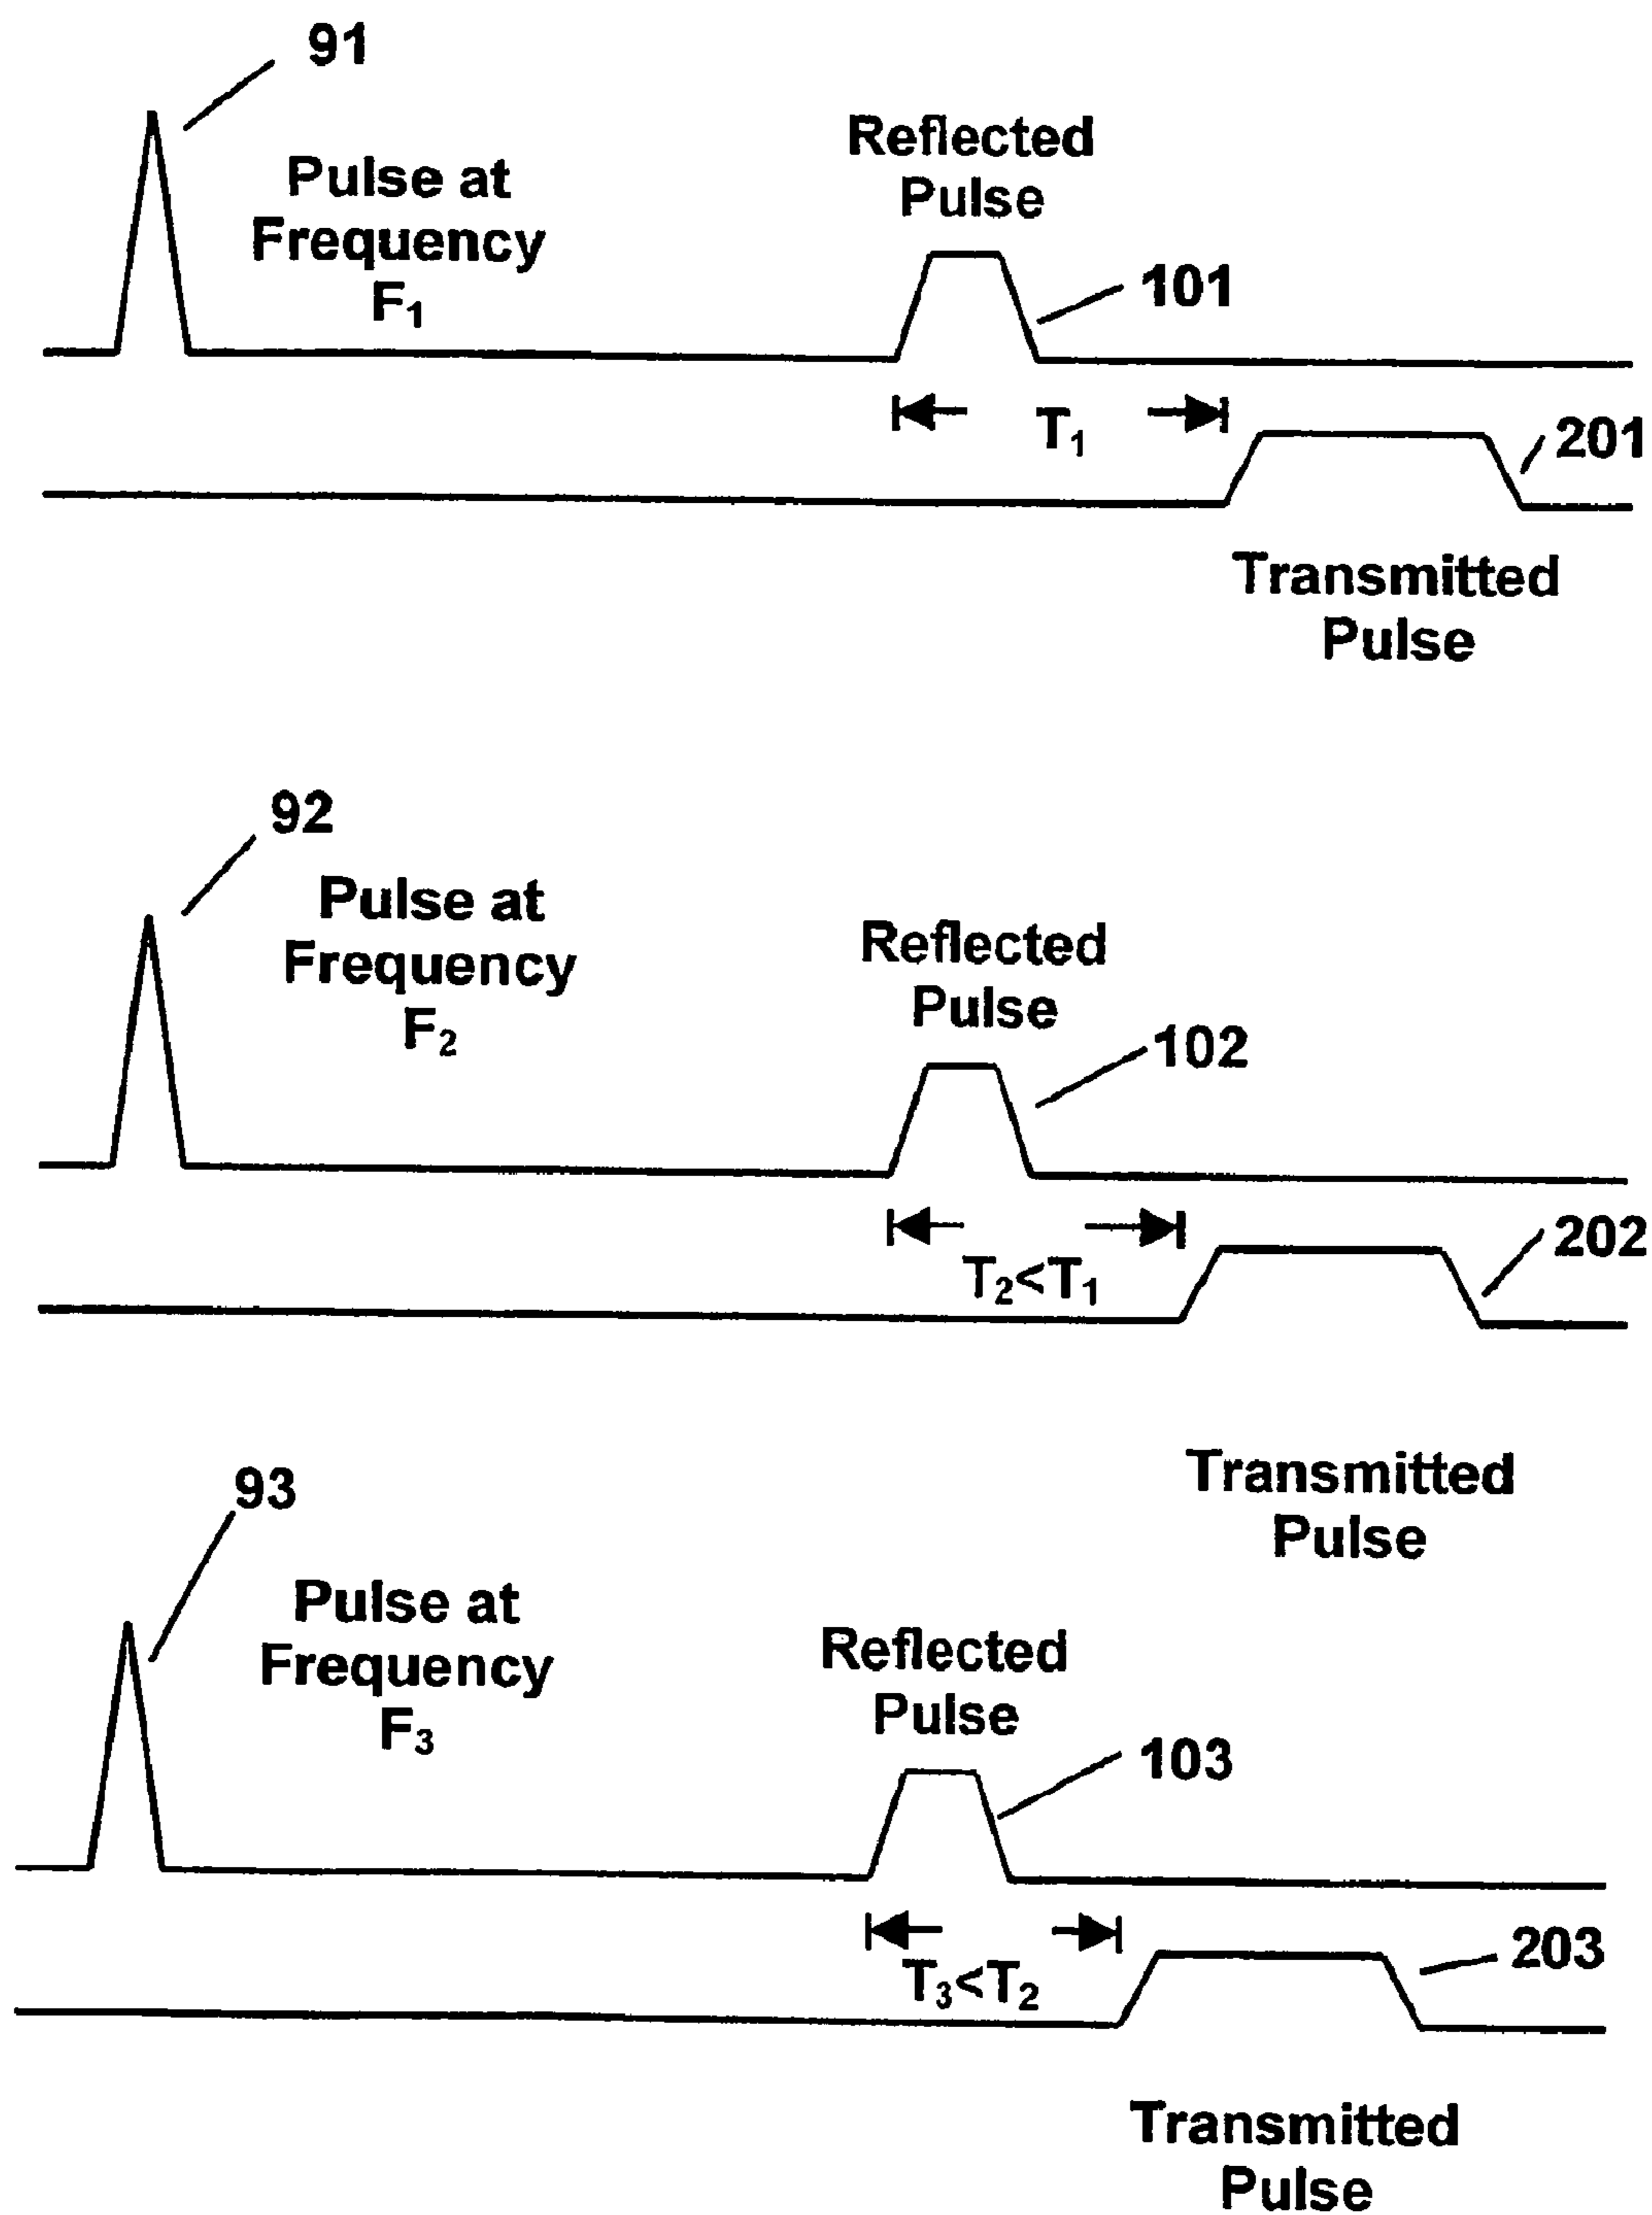 91
Pulse at
Frequency
F₁
Reflected
Pulse
101
T₁
201
Transmitted
Pulse
92
Pulse at
Frequency
F₂
Reflected
Pulse
102
T₂<T₁
202
Transmitted
Pulse
93
Pulse at
Frequency
F₃
Reflected
Pulse
103
T₃<T₂
203
Transmitted
Pulse